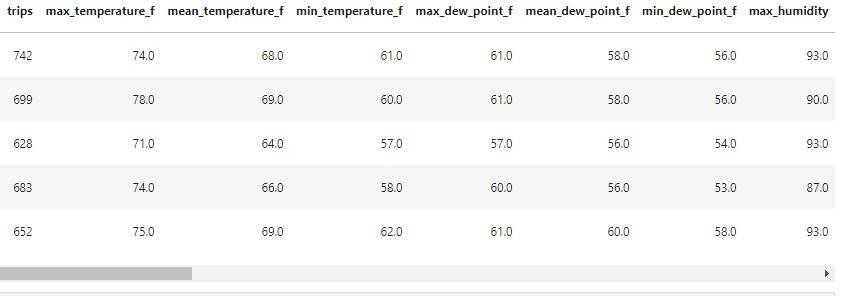 trips max_temperature_f mean_temperature_f min_temperature_f max_dew_point_f mean_dew_point_f min_dew_point_f max_humidity
742 74.0 68.0 61.0 61.0 58.0 56.0 93.0
699 78.0 69.0 60.0 61.0 58.0 56.0 90.0
628 71.0 64.0 57.0 57.0 56.0 54.0 93.0
683 74.0 66.0 58.0 60.0 56.0 53.0 87.0
652 75.0 69.0 62.0 61.0 60.0 58.0 93.0